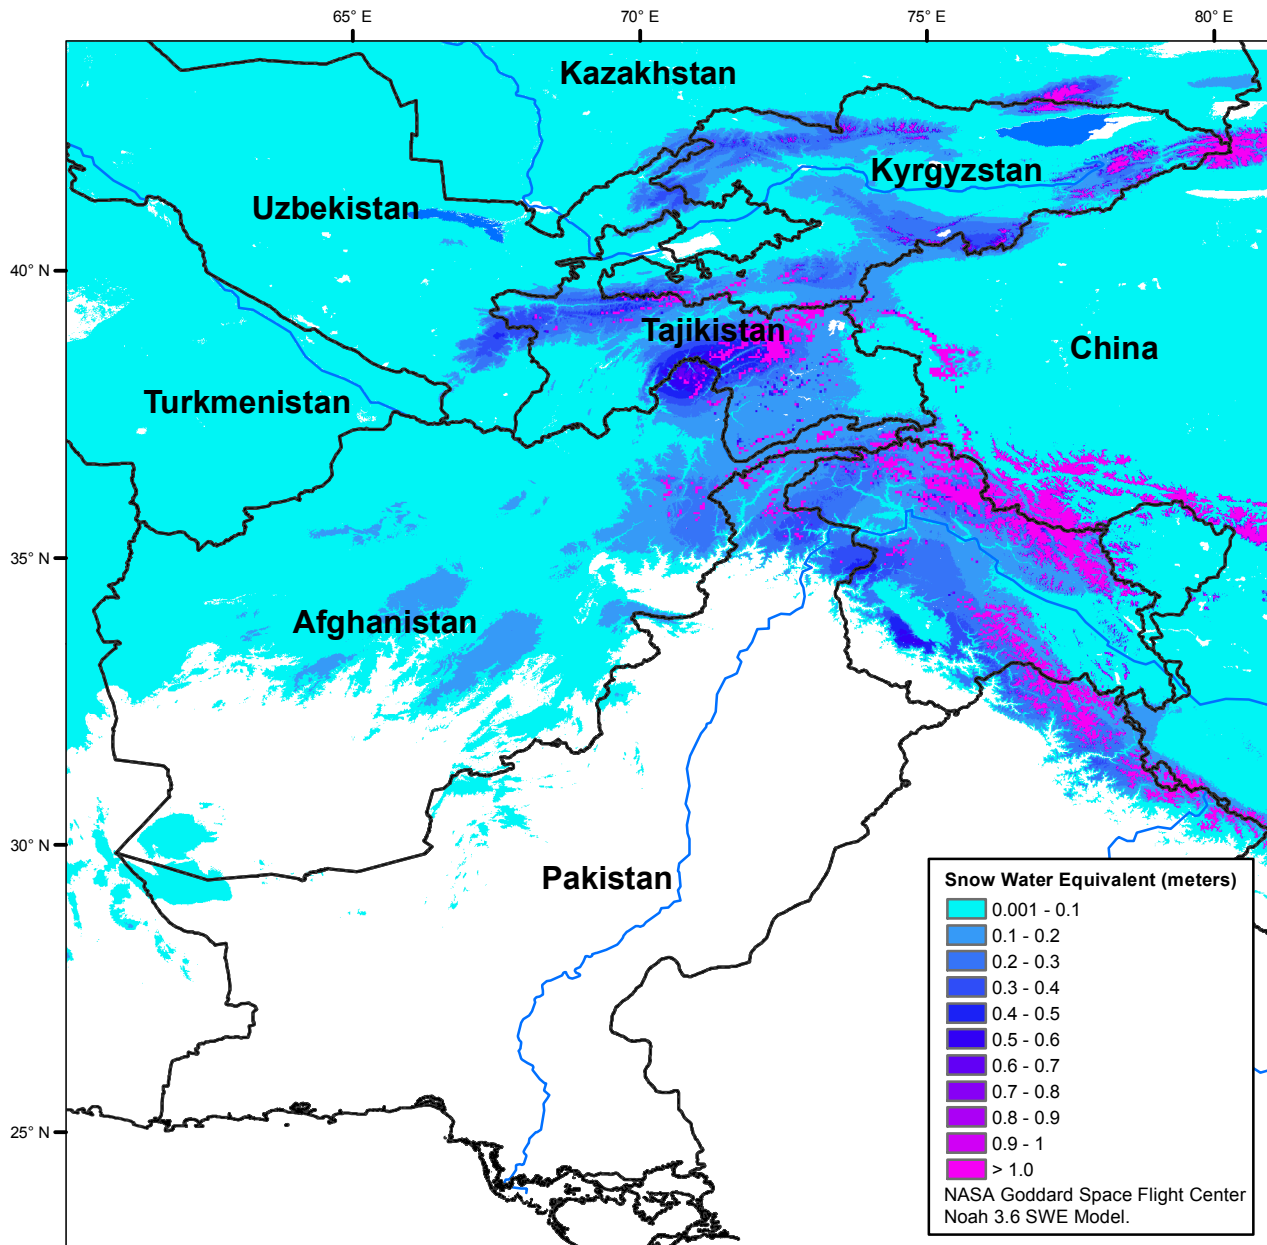 65° E
70° E
75° E
80° E
Kazakhstan
Kyrgyzstan
Uzbekistan
40° N
Tajikistan
China
Turkmenistan
35° N
Afghanistan
30° N
Pakistan
25° N
Snow Water Equivalent (meters)
0.001 - 0.1
0.1 - 0.2
0.2 - 0.3
0.3 - 0.4
0.4 - 0.5
0.5 - 0.6
0.6 - 0.7
0.7 - 0.8
0.8 - 0.9
0.9 - 1
> 1.0
NASA Goddard Space Flight Center
Noah 3.6 SWE Model.